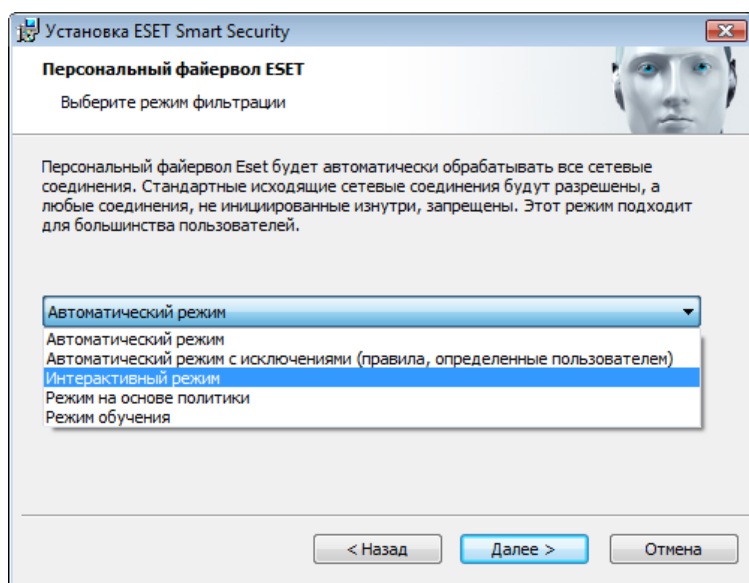 Установка ESET Smart Security
Персональный файервол ESET
Выберите режим фильтрации
Персональный файервол Eset будет автоматически обрабатывать все сетевые
соединения. Стандартные исходящие сетевые соединения будут разрешены, а
любые соединения, не инициированные изнутри, запрещены. Этот режим подходит
для большинства пользователей.
Автоматический режим
Автоматический режим
Автоматический режим с исключениями (правила, определенные пользователем)
Интерактивный режим
Режим на основе политики
Режим обучения
< Назад
Далее >
Отмена